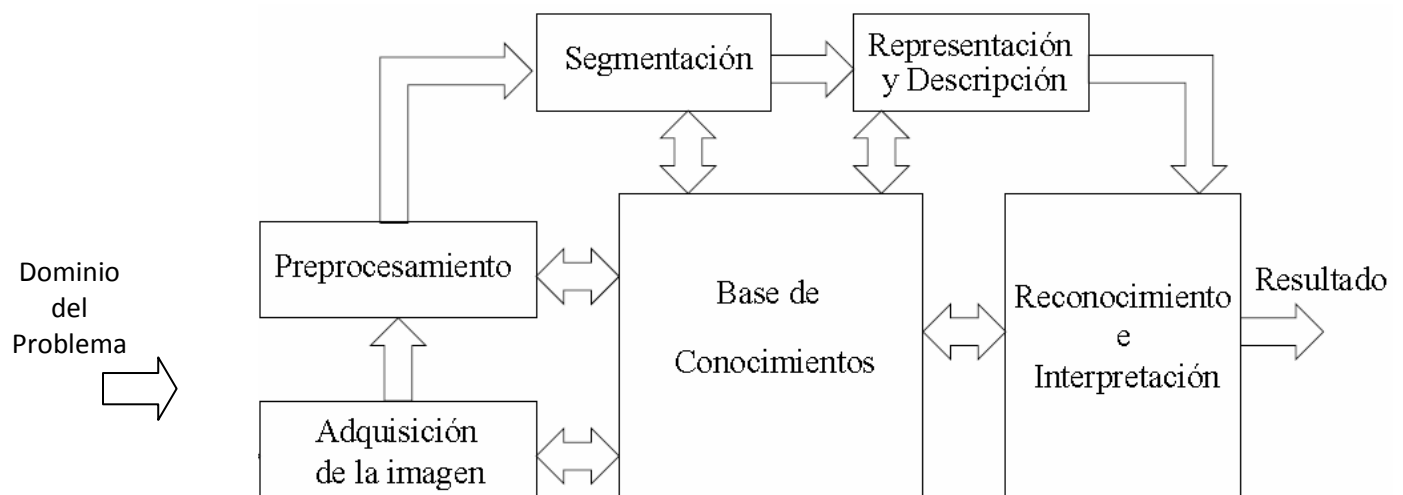 Dominio
del
Problema
Adquisición
de la imagen
Preprocesamiento
Segmentación
Representación
y Descripción
Base de
Conocimientos
Reconocimiento
e
Interpretación
Resultado